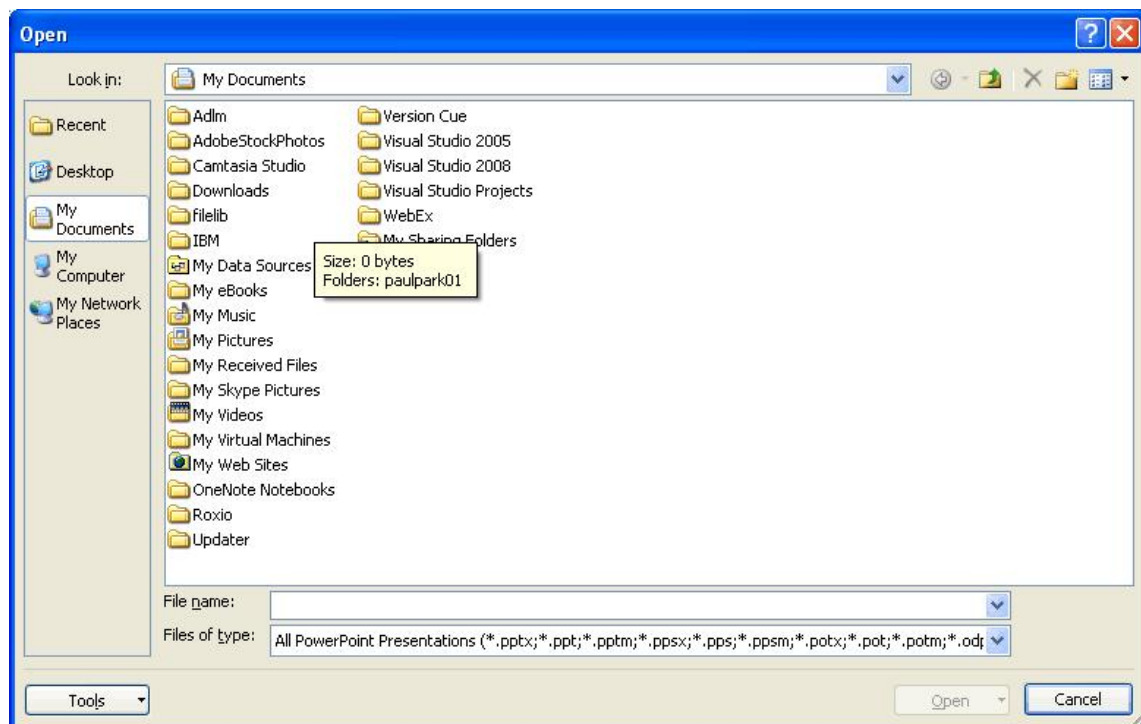 Open
Look in: My Documents
Recent
Desktop
My
Documents
My
Computer
My Network
Places
Adlm
AdobeStockPhotos
Camtasia Studio
Downloads
filelib
IBM
My Data Sources
My eBooks
My Music
My Pictures
My Received Files
My Skype Pictures
My Videos
My Virtual Machines
My Web Sites
OneNote Notebooks
Roxio
Updater
Version Cue
Visual Studio 2005
Visual Studio 2008
Visual Studio Projects
WebEx
My Sharing Folders
Size: 0 bytes
Folders: paulpark01
File name:
Files of type: All PowerPoint Presentations (*.pptx;*.ppt;*.pptm;*.ppsx;*.pps;*.ppsm;*.potx;*.pot;*.potm;*.odp
Tools
Open
Cancel